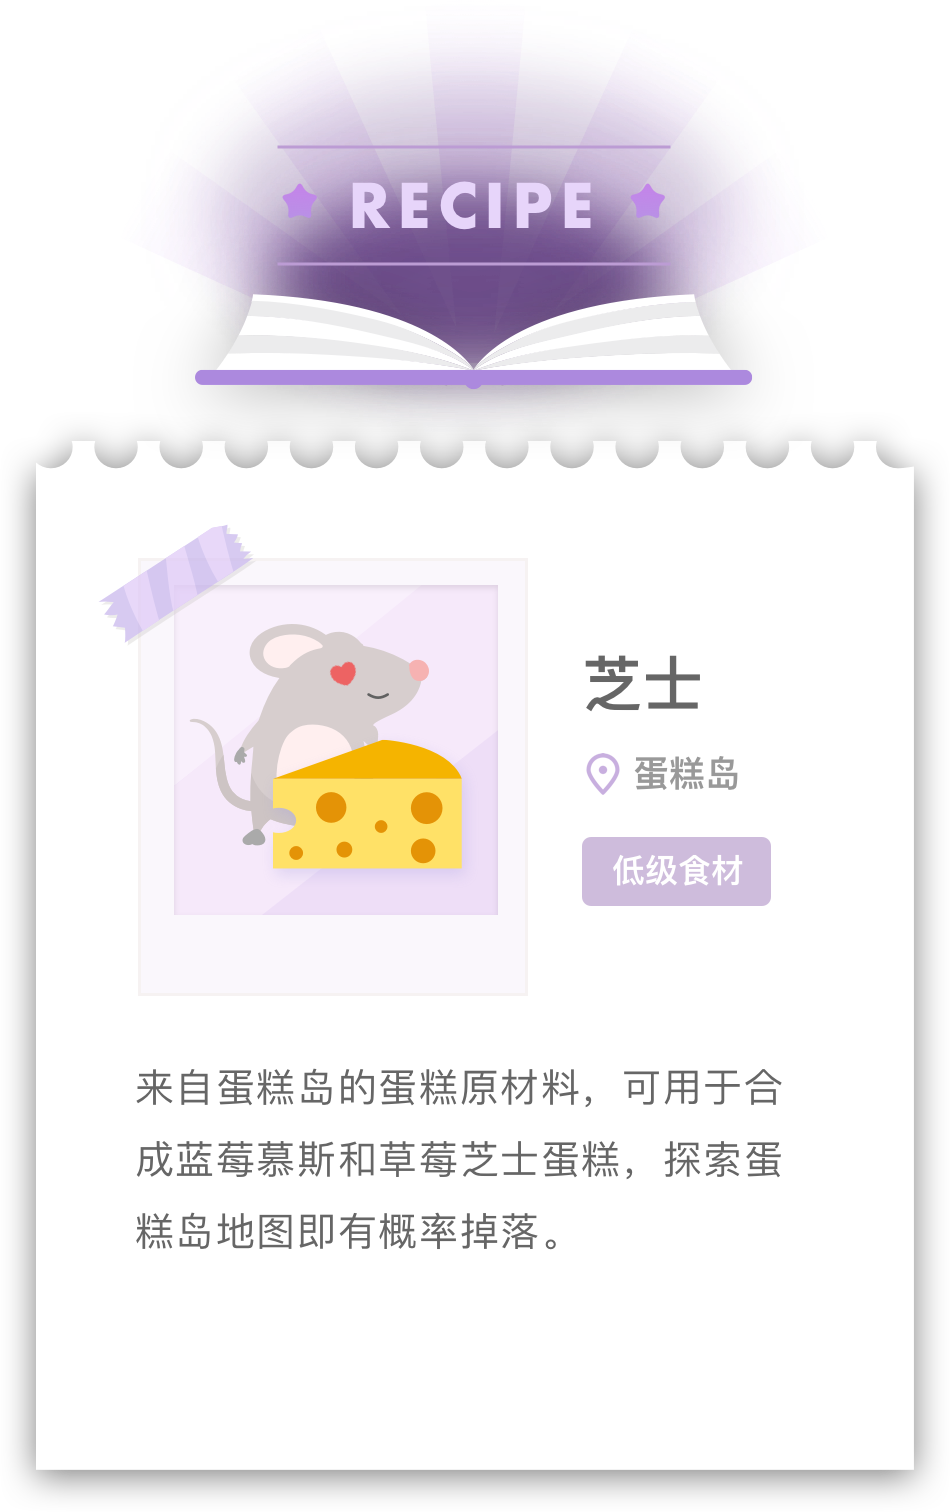 RECIPE
芝士
蛋糕岛
低级食材
来自蛋糕岛的蛋糕原材料，可用于合
成蓝莓慕斯和草莓芝士蛋糕，探索蛋
糕岛地图即有概率掉落。